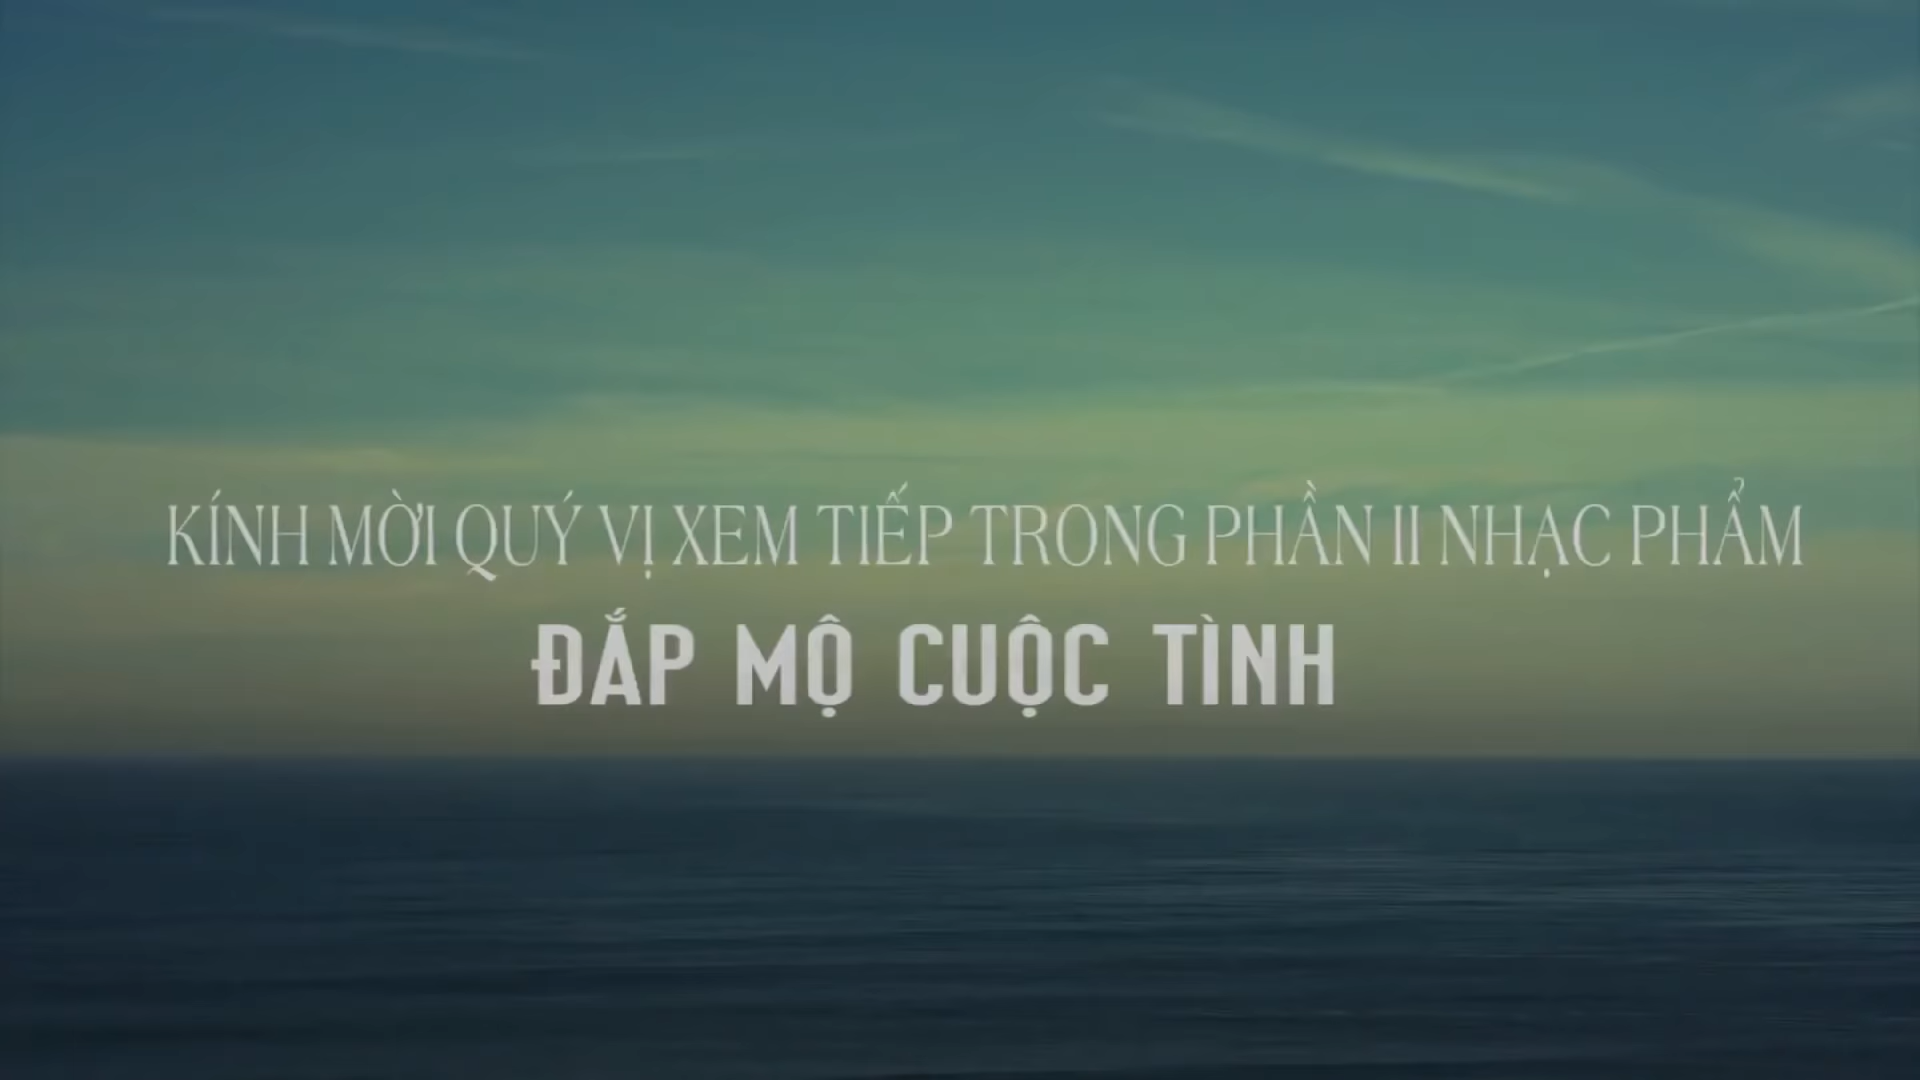 KÍNH MỜI QUÝ VỊ XEM TIẾP TRONG PHẦN II NHẠC PHẨM
ĐẮP MỘ CUỘC TÌNH